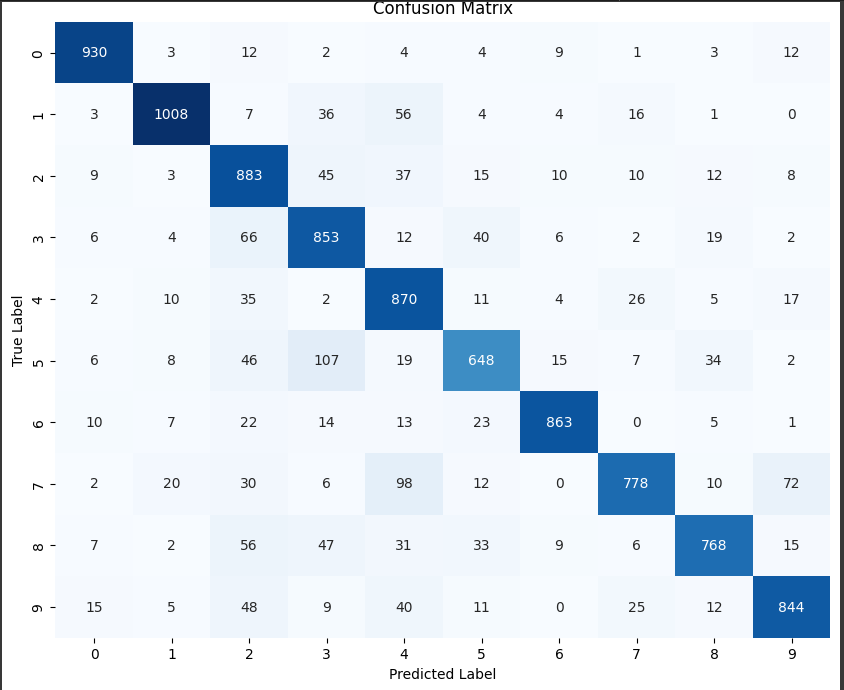 Confusion Matrix
0 930 3 12 2 4 4 9 1 3 12
1 3 1008 7 36 56 4 4 16 1 0
2 9 3 883 45 37 15 10 10 12 8
3 6 4 66 853 12 40 6 2 19 2
4 2 10 35 2 870 11 4 26 5 17
5 6 8 46 107 19 648 15 7 34 2
6 10 7 22 14 13 23 863 0 5 1
7 2 20 30 6 98 12 0 778 10 72
8 7 2 56 47 31 33 9 6 768 15
9 15 5 48 9 40 11 0 25 12 844
True Label
0 1 2 3 4 5 6 7 8 9
Predicted Label